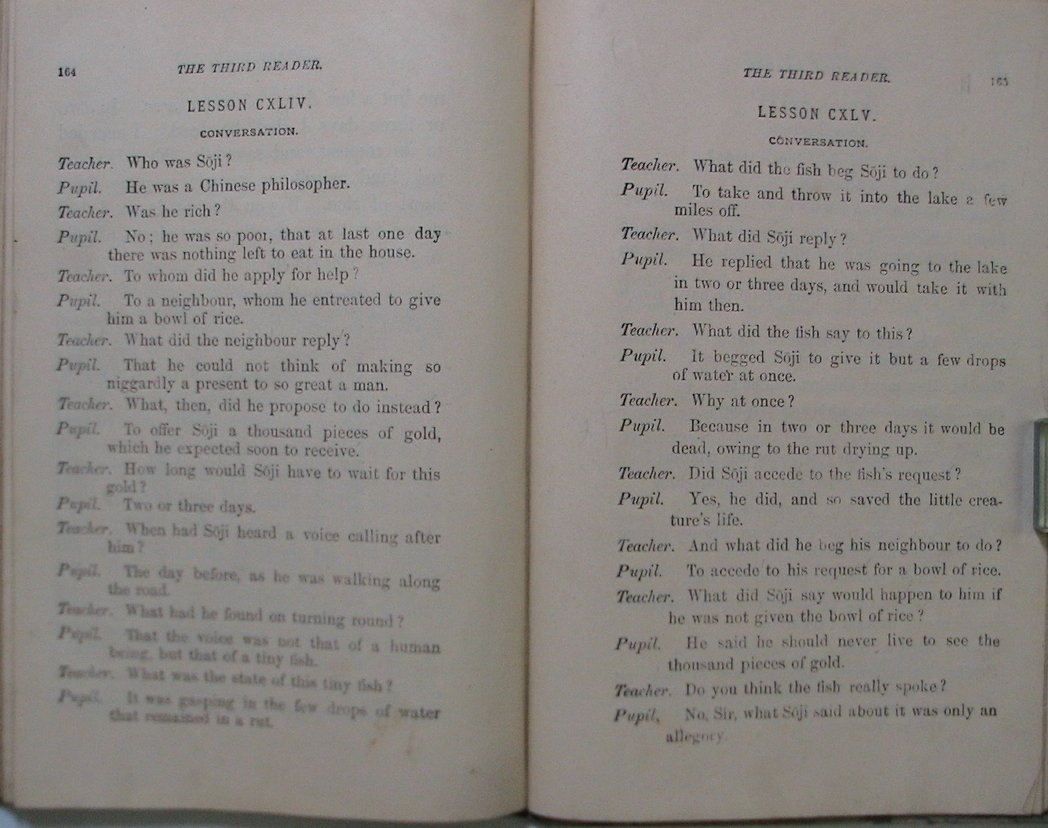 164
THE THIRD READER.
LESSON CXLIV.
CONVERSATION.
Teacher. Who was Sōji?
Pupil. He was a Chinese philosopher.
Teacher. Was he rich?
Pupil. No; he was so poor, that at last one day
there was nothing left to eat in the house.
Teacher. To whom did he apply for help?
Pupil. To a neighbour, whom he entreated to give
him a bowl of rice.
Teacher. What did the neighbour reply?
Pupil. That he could not think of making so
niggardly a present to so great a man.
Teacher. What, then, did he propose to do instead?
Pupil. To offer Sōji a thousand pieces of gold,
which he expected soon to receive.
Teacher. How long would Sōji have to wait for this
gold?
Pupil. Two or three days.
Teacher. When had Sōji heard a voice calling after
him?
Pupil. The day before, as he was walking along
the road.
Teacher. What had he found on turning round?
Pupil. That the voice was not that of a human
being, but that of a tiny fish.
Teacher. What was the state of this tiny fish?
Pupil. It was gasping in the few drops of water
that remained in a rut.
THE THIRD READER.
165
LESSON CXLV.
CONVERSATION.
Teacher. What did the fish beg Sōji to do?
Pupil. To take and throw it into the lake a few
miles off.
Teacher. What did Sōji reply?
Pupil. He replied that he was going to the lake
in two or three days, and would take it with
him then.
Teacher. What did the fish say to this?
Pupil. It begged Sōji to give it but a few drops
of water at once.
Teacher. Why at once?
Pupil. Because in two or three days it would be
dead, owing to the rut drying up.
Teacher. Did Sōji accede to the fish's request?
Pupil. Yes, he did, and so saved the little crea-
ture's life.
Teacher. And what did he beg his neighbour to do?
Pupil. To accede to his request for a bowl of rice.
Teacher. What did Sōji say would happen to him if
he was not given the bowl of rice?
Pupil. He said he should never live to see the
thousand pieces of gold.
Teacher. Do you think the fish really spoke?
Pupil, No, Sir, what Sōji said about it was only an
allegory.